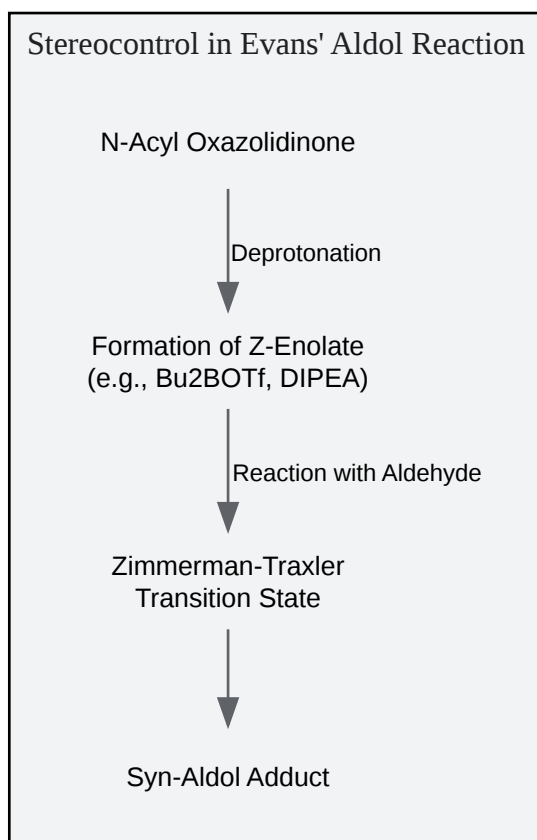 Stereocontrol in Evans' Aldol Reaction
N-Acyl Oxazolidinone
Deprotonation
Formation of Z-Enolate
(e.g., Bu2BOTf, DIPEA)
Reaction with Aldehyde
Zimmerman-Traxler
Transition State
Syn-Aldol Adduct